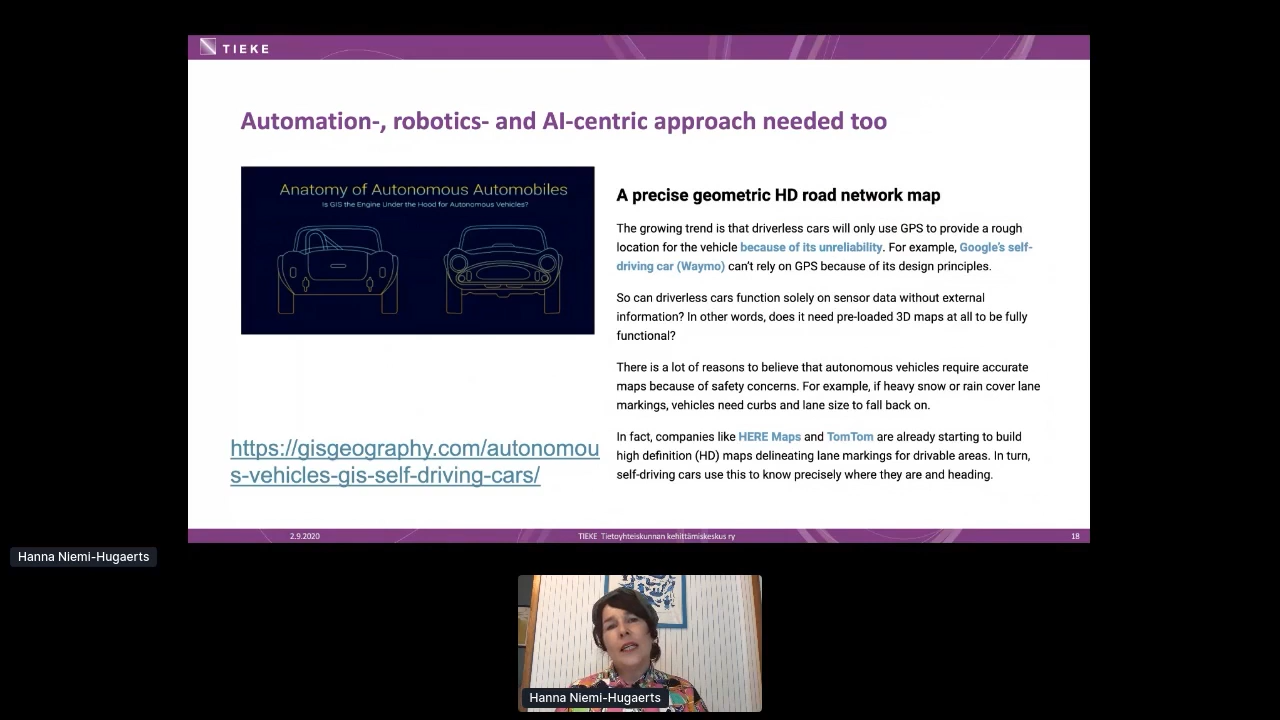 TIEKE
Automation-, robotics- and AI-centric approach needed too
Anatomy of Autonomous Automobiles
Is GIS the Engine Under the Hood for Autonomous Vehicles?
A precise geometric HD road network map
The growing trend is that driverless cars will only use GPS to provide a rough
location for the vehicle because of its unreliability. For example, Google's self-
driving car (Waymo) can't rely on GPS because of its design principles.
So can driverless cars function solely on sensor data without external
information? In other words, does it need pre-loaded 3D maps at all to be fully
functional?
There is a lot of reasons to believe that autonomous vehicles require accurate
maps because of safety concerns. For example, if heavy snow or rain cover lane
markings, vehicles need curbs and lane size to fall back on.
In fact, companies like HERE Maps and TomTom are already starting to build
high definition (HD) maps delineating lane markings for drivable areas. In turn,
self-driving cars use this to know precisely where they are and heading.
https://gisgeography.com/autonomou
s-vehicles-gis-self-driving-cars/
2.9.2020
TIEKE Tietoyhteiskunnan kehittämiskeskus ry
18
Hanna Niemi-Hugaerts
Hanna Niemi-Hugaerts